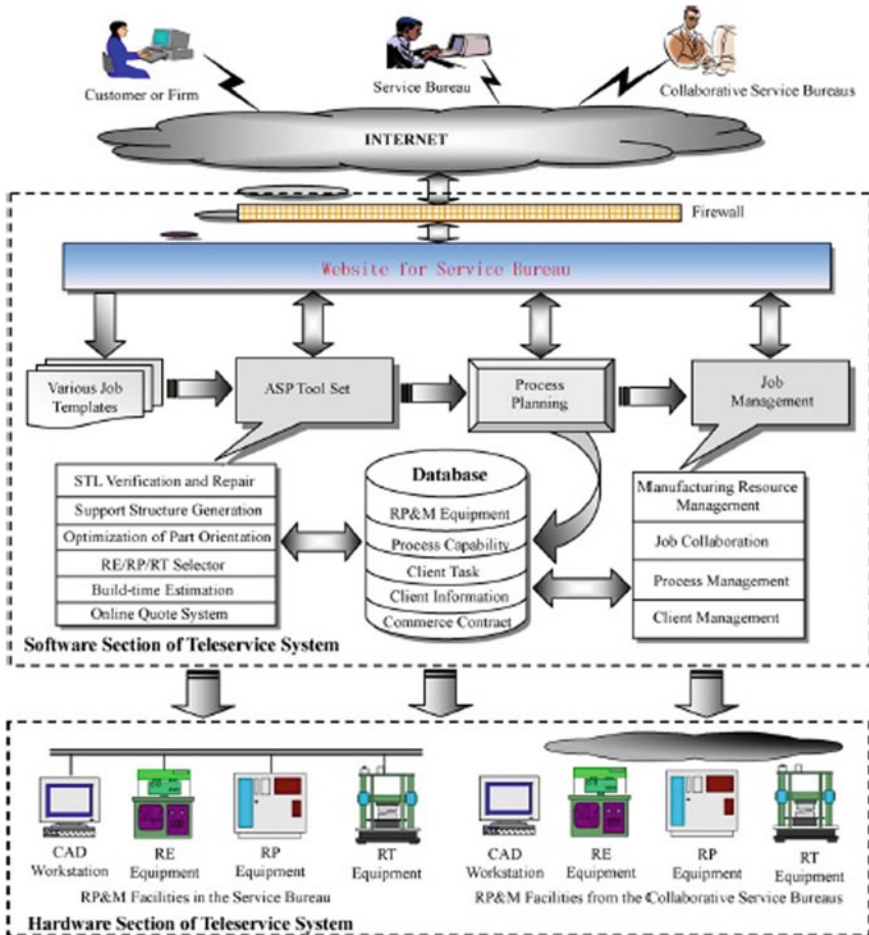 Customer or Firm
Service Bureau
Collaborative Service Bureaus
INTERNET
Firewall
Website for Service Bureau
Various Job
Templates
ASP Tool Set
Process
Planning
Job
Management
STL Verification and Repair
Support Structure Generation
Optimization of Part Orientation
RE/RP/RT Selector
Build-time Estimation
Online Quote System
Database
RP&M Equipment
Process Capability
Client Task
Client Information
Commerce Contract
Manufacturing Resource
Management
Job Collaboration
Process Management
Client Management
Software Section of Teleservice System
CAD
Workstation
RE
Equipment
RP
Equipment
RT
Equipment
RP&M Facilities in the Service Bureau
CAD
Workstation
RE
Equipment
RP
Equipment
RT
Equipment
RP&M Facilities from the Collaborative Service Bureaus
Hardware Section of Teleservice System